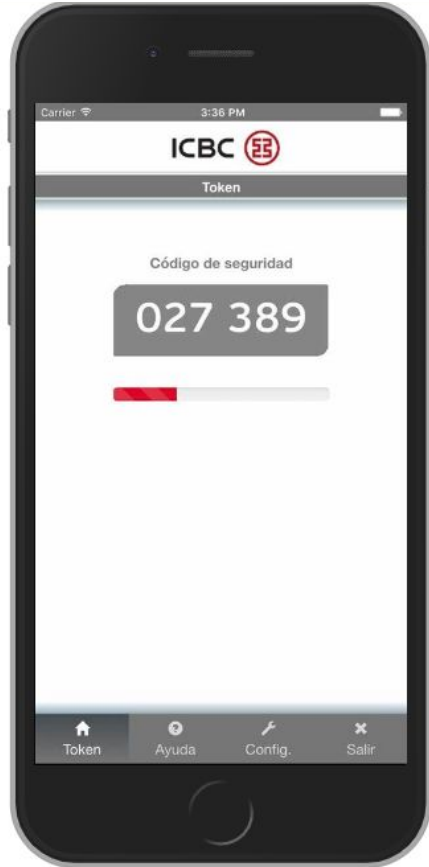 Carrier 3:36 PM
ICBC
Token
Código de seguridad
027 389
Token Ayuda Config. Salir